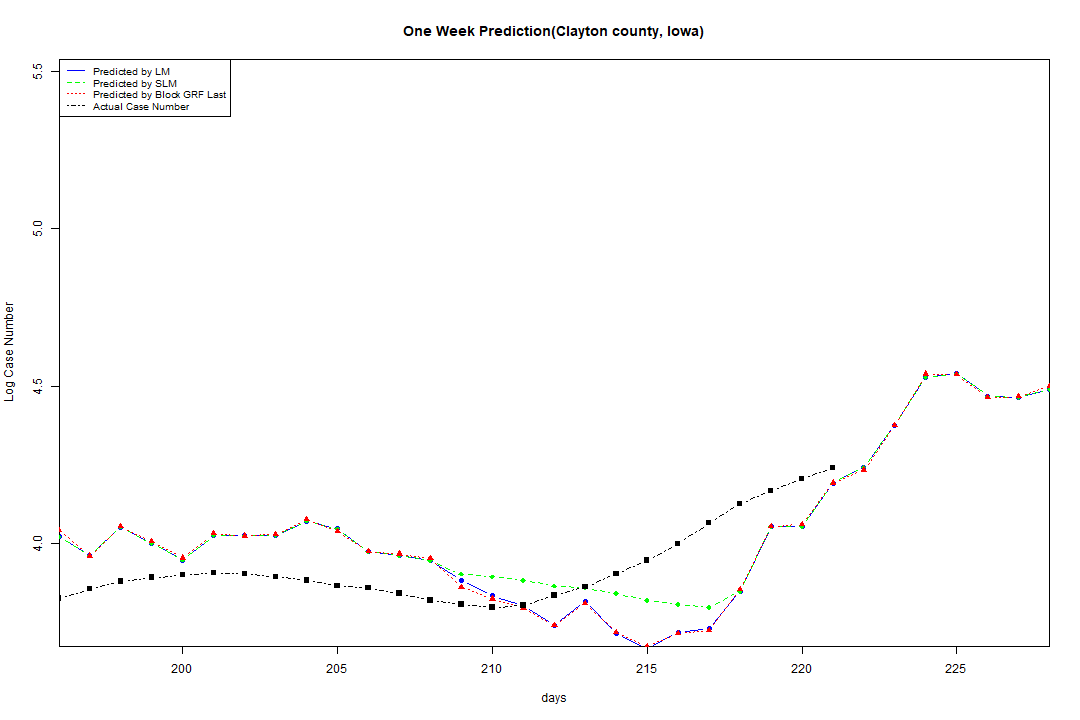 One Week Prediction(Clayton county, Iowa)
Predicted by LM
Predicted by SLM
Predicted by Block GRF Last
Actual Case Number
5.5
5.0
4.5
4.0
Log Case Number
200 205 210 215 220 225
days